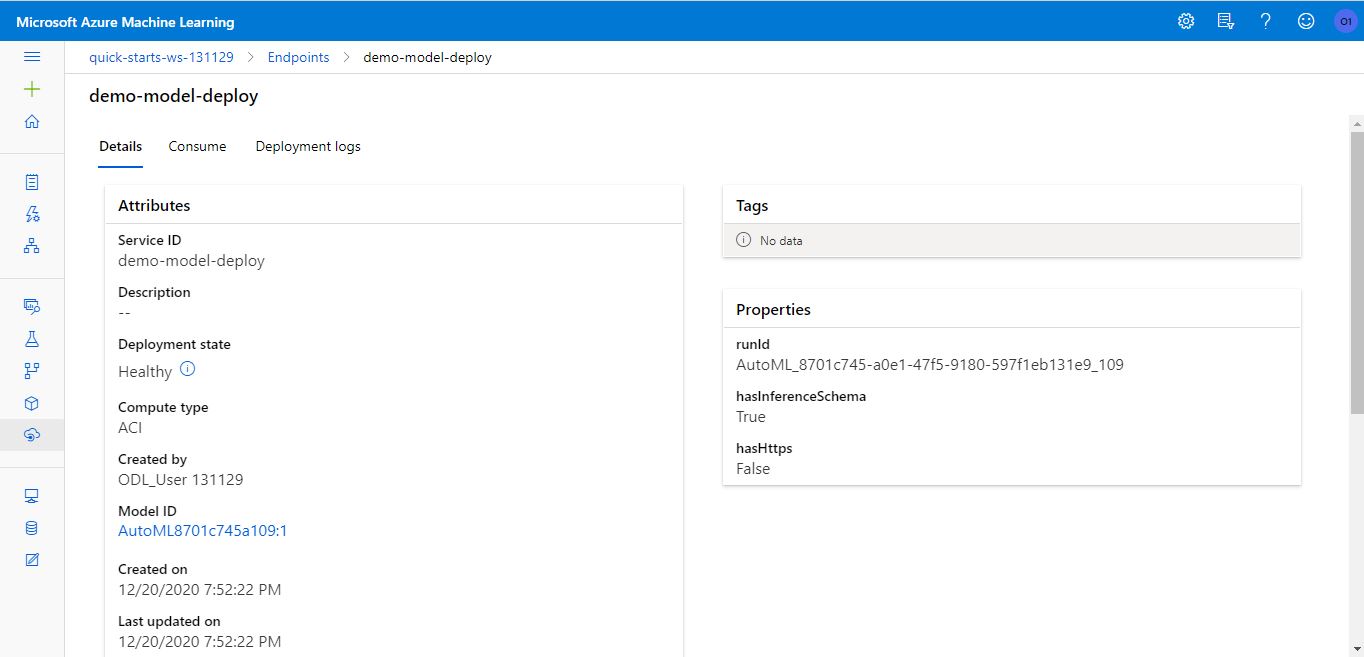 Microsoft Azure Machine Learning
O1
quick-starts-ws-131129 > Endpoints > demo-model-deploy
demo-model-deploy
Details Consume Deployment logs
Attributes
Service ID
demo-model-deploy
Description
--
Deployment state
Healthy
Compute type
ACI
Created by
ODL_User 131129
Model ID
AutoML8701c745a109:1
Created on
12/20/2020 7:52:22 PM
Last updated on
12/20/2020 7:52:22 PM
Tags
No data
Properties
runId
AutoML_8701c745-a0e1-47f5-9180-597f1eb131e9_109
hasInferenceSchema
True
hasHttps
False